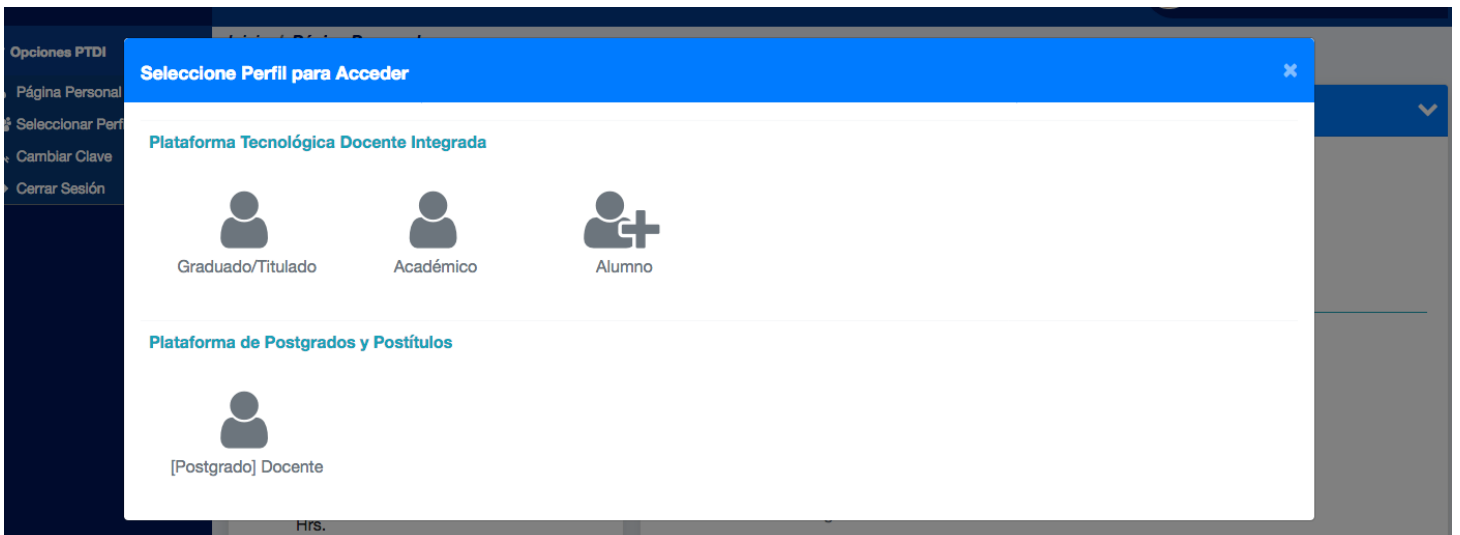 Opciones PTDI
Seleccione Perfil para Acceder
×
Página Personal
Seleccionar Perfi
Cambiar Clave
Cerrar Sesión
Plataforma Tecnológica Docente Integrada
Graduado/Titulado
Académico
Alumno
Plataforma de Postgrados y Postítulos
[Postgrado] Docente
Hrs.